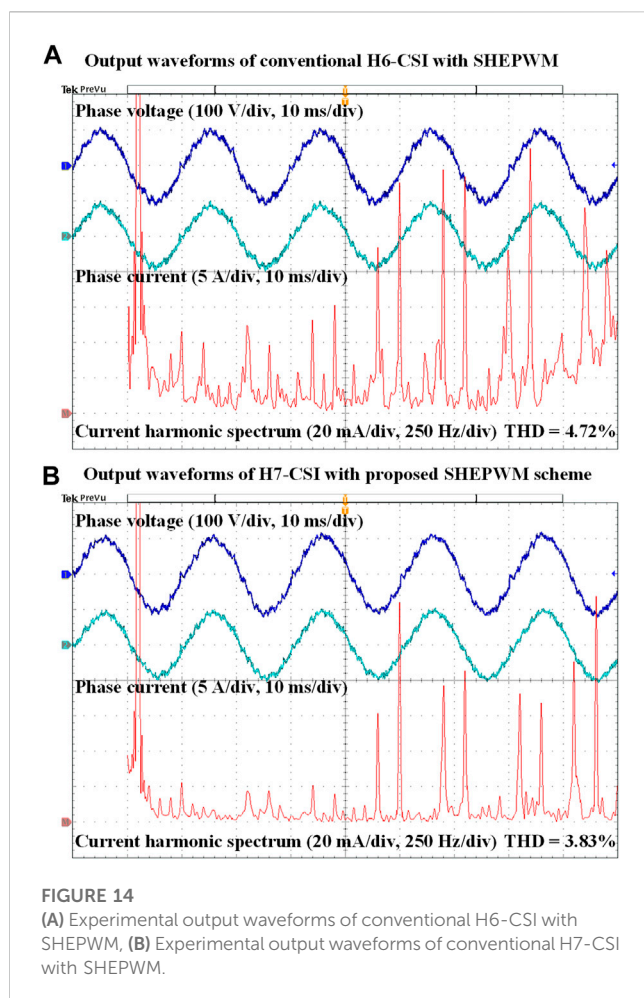 A Output waveforms of conventional H6-CSI with SHEPWM
Tek PreVu
Phase voltage (100 V/div, 10 ms/div)
Phase current (5 A/div, 10 ms/div)
Current harmonic spectrum (20 mA/div, 250 Hz/div) THD = 4.72%
B Output waveforms of H7-CSI with proposed SHEPWM scheme
Tek PreVu
Phase voltage (100 V/div, 10 ms/div)
Phase current (5 A/div, 10 ms/div)
Current harmonic spectrum (20 mA/div, 250 Hz/div) THD = 3.83%
FIGURE 14
(A) Experimental output waveforms of conventional H6-CSI with
SHEPWM, (B) Experimental output waveforms of conventional H7-CSI
with SHEPWM.